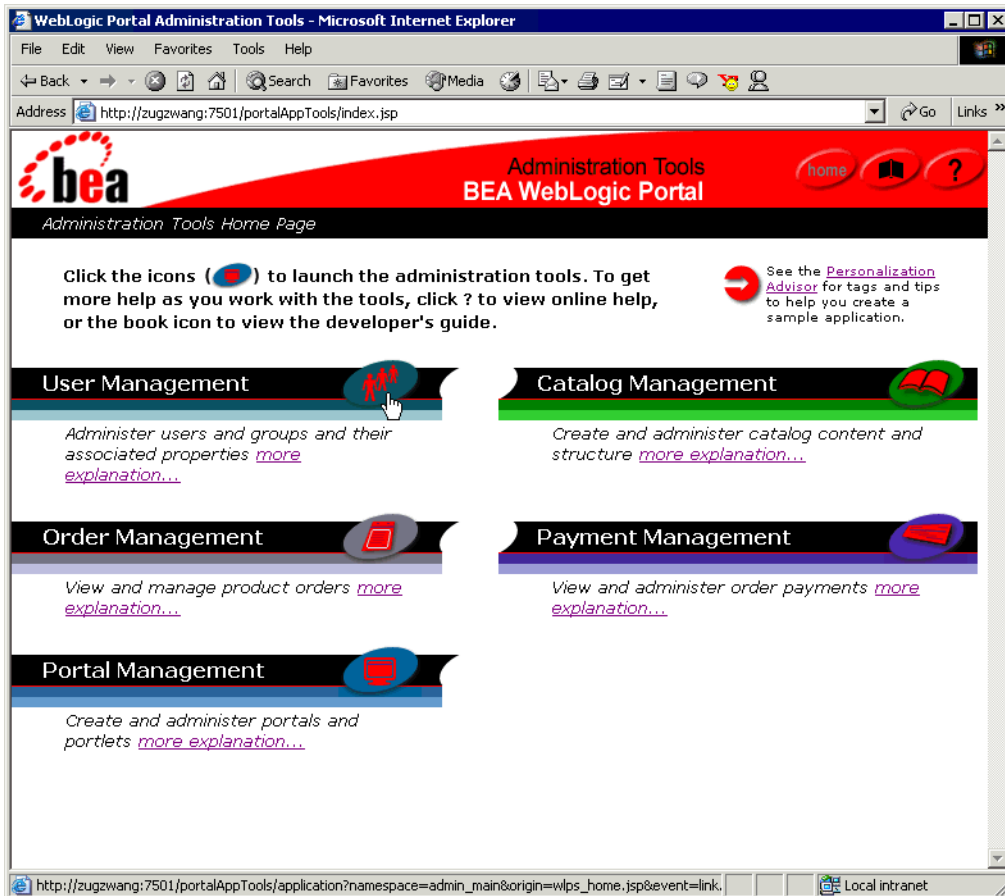 WebLogic Portal Administration Tools - Microsoft Internet Explorer
File Edit View Favorites Tools Help
Back Search Favorites Media
Address http://zugzwang:7501/portalAppTools/index.jsp Go Links »
bea
Administration Tools
BEA WebLogic Portal
home ?
Administration Tools Home Page
Click the icons ( ) to launch the administration tools. To get
more help as you work with the tools, click ? to view online help,
or the book icon to view the developer's guide.
See the Personalization
Advisor for tags and tips
to help you create a
sample application.
User Management
Administer users and groups and their
associated properties more
explanation...
Catalog Management
Create and administer catalog content and
structure more explanation...
Order Management
View and manage product orders more
explanation...
Payment Management
View and administer order payments more
explanation...
Portal Management
Create and administer portals and
portlets more explanation...
http://zugzwang:7501/portalAppTools/application?namespace=admin_main&origin=wlps_home.jsp&event=link. Local intranet